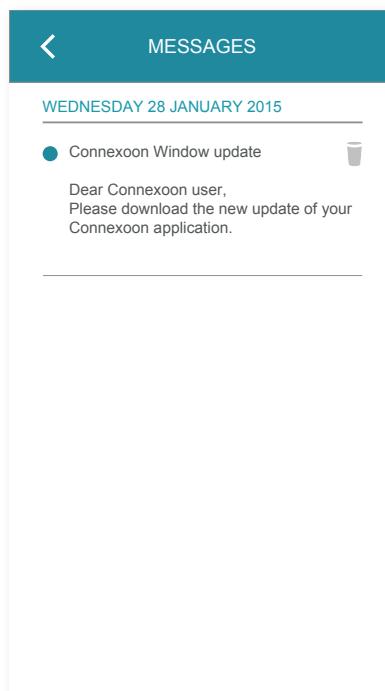 MESSAGES
WEDNESDAY 28 JANUARY 2015
Connexoon Window update
Dear Connexoon user,
Please download the new update of your
Connexoon application.